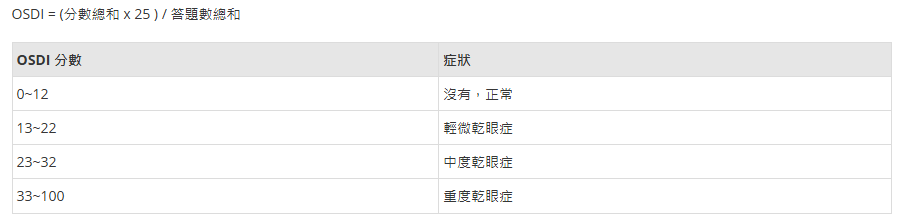 OSDI = (分數總和 x 25 ) / 答題數總和
OSDI 分數 症狀
0~12 沒有，正常
13~22 輕微乾眼症
23~32 中度乾眼症
33~100 重度乾眼症